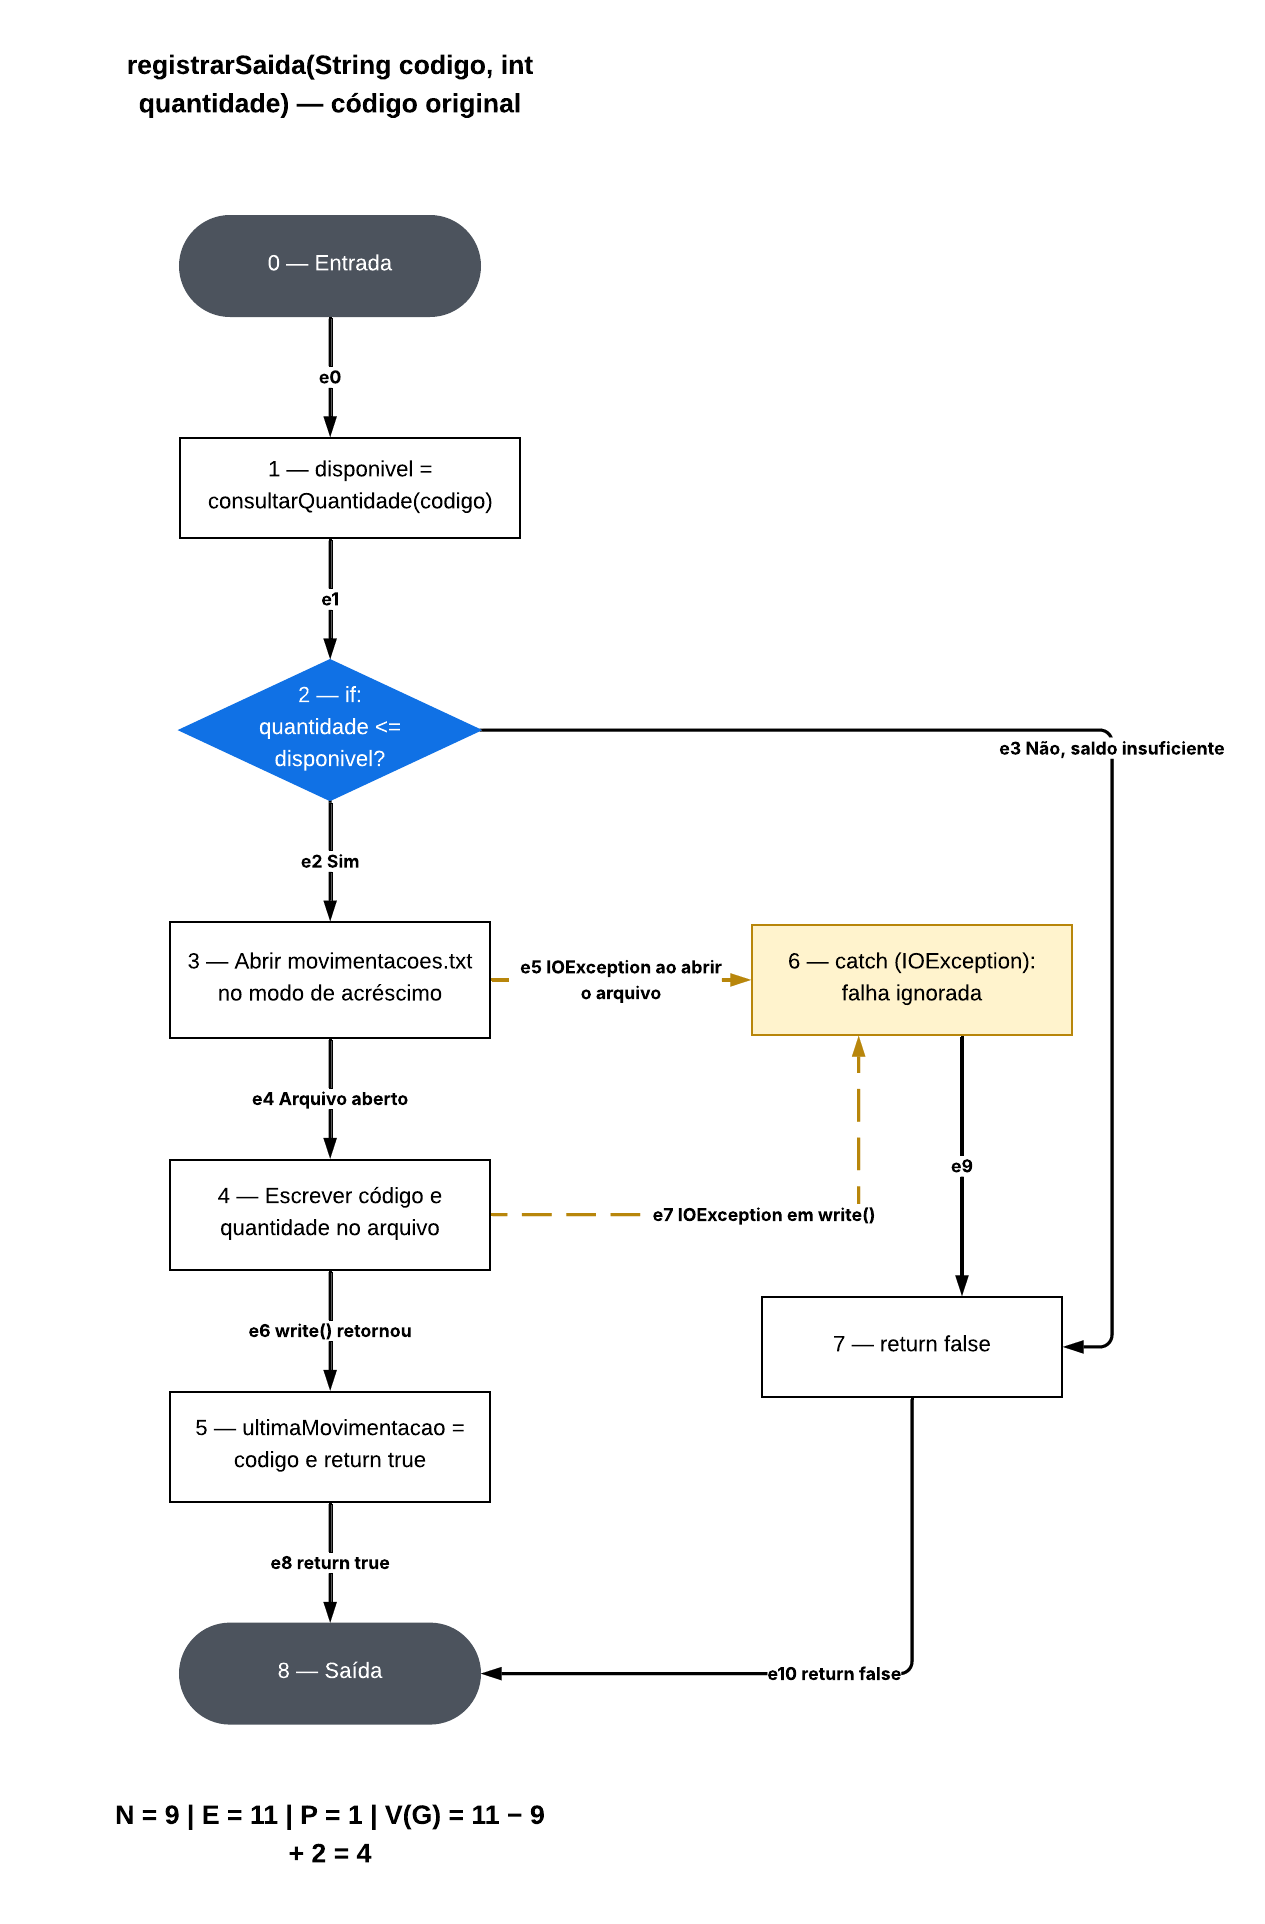 registrarSaida(String codigo, int
quantidade) — código original
0 — Entrada
e0
1 — disponivel =
consultarQuantidade(codigo)
e1
2 — if:
quantidade <=
disponivel?
e3 Não, saldo insuficiente
e2 Sim
3 — Abrir movimentacoes.txt
no modo de acréscimo
e5 IOException ao abrir
o arquivo
6 — catch (IOException):
falha ignorada
e4 Arquivo aberto
e9
4 — Escrever código e
quantidade no arquivo
e7 IOException em write()
e6 write() retornou
7 — return false
5 — ultimaMovimentacao =
codigo e return true
e8 return true
8 — Saída
e10 return false
N = 9 | E = 11 | P = 1 | V(G) = 11 − 9
+ 2 = 4